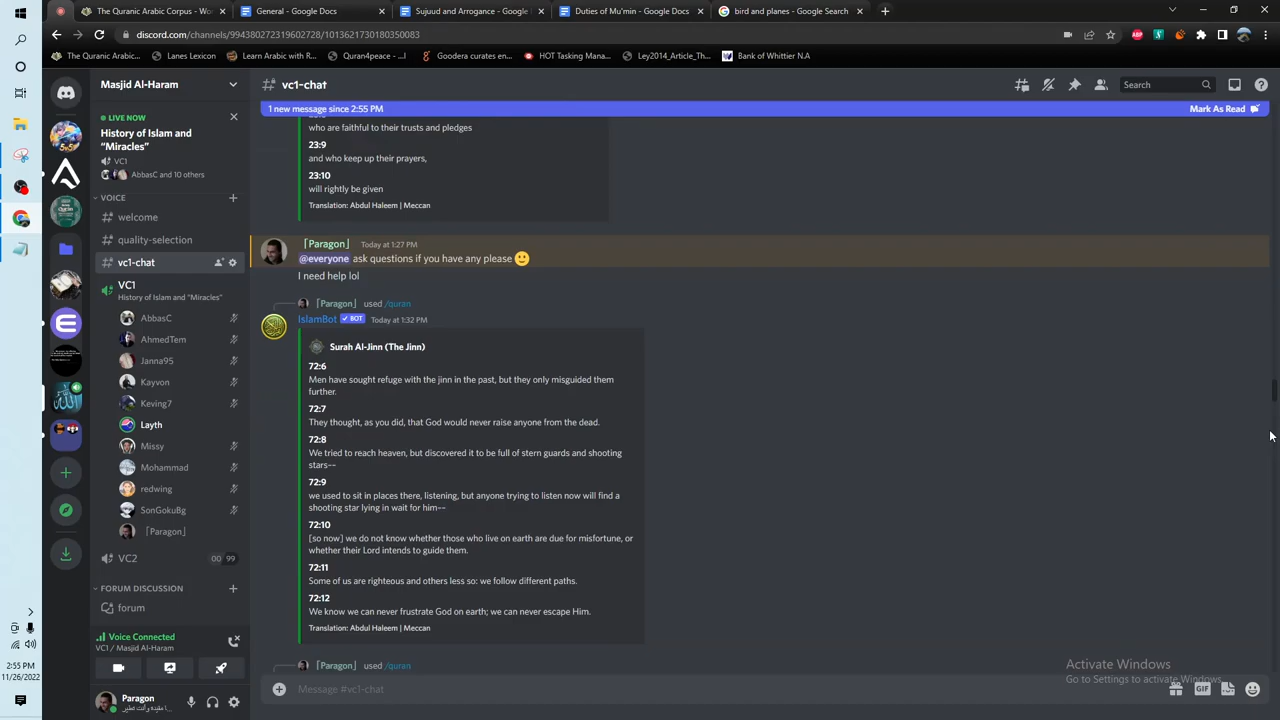 The Quranic Arabic Corpus - Wo
General - Google Docs
Sujuud and Arrogance - Google
Duties of Mu'min - Google Docs
bird and planes - Google Search
discord.com/channels/994380272319602728/1013621730180350083
The Quranic Arabic...
Lanes Lexicon
Learn Arabic with R...
Quran4peace - ...l
Goodera curates en...
HOT Tasking Mana...
Ley2014_Article_Th...
Bank of Whittier N.A
Masjid Al-Haram
vc1-chat
Search
1 new message since 2:55 PM
Mark As Read
LIVE NOW
History of Islam and
“Miracles”
VC1
AbbasC and 10 others
VOICE
welcome
quality-selection
vc1-chat
VC1
History of Islam and “Miracles”
AbbasC
AhmedTem
Janna95
Kayvon
Keving7
Layth
Missy
Mohammad
redwing
SonGokuBg
「Paragon」
VC2
00 99
FORUM DISCUSSION
forum
Voice Connected
VC1 / Masjid Al-Haram
Paragon
who are faithful to their trusts and pledges
23:9
and who keep up their prayers,
23:10
will rightly be given
Translation: Abdul Haleem | Meccan
「Paragon」 Today at 1:27 PM
@everyone ask questions if you have any please
I need help lol
「Paragon」 used /quran
IslamBot ✓ BOT Today at 1:32 PM
Surah Al-Jinn (The Jinn)
72:6
Men have sought refuge with the jinn in the past, but they only misguided them
further.
72:7
They thought, as you did, that God would never raise anyone from the dead.
72:8
We tried to reach heaven, but discovered it to be full of stern guards and shooting
stars––
72:9
we used to sit in places there, listening, but anyone trying to listen now will find a
shooting star lying in wait for him––
72:10
[so now] we do not know whether those who live on earth are due for misfortune, or
whether their Lord intends to guide them.
72:11
Some of us are righteous and others less so: we follow different paths.
72:12
We know we can never frustrate God on earth; we can never escape Him.
Translation: Abdul Haleem | Meccan
「Paragon」 used /quran
Message #vc1-chat
GIF
Activate Windows
Go to Settings to activate Windows.
2:55 PM
11/26/2022